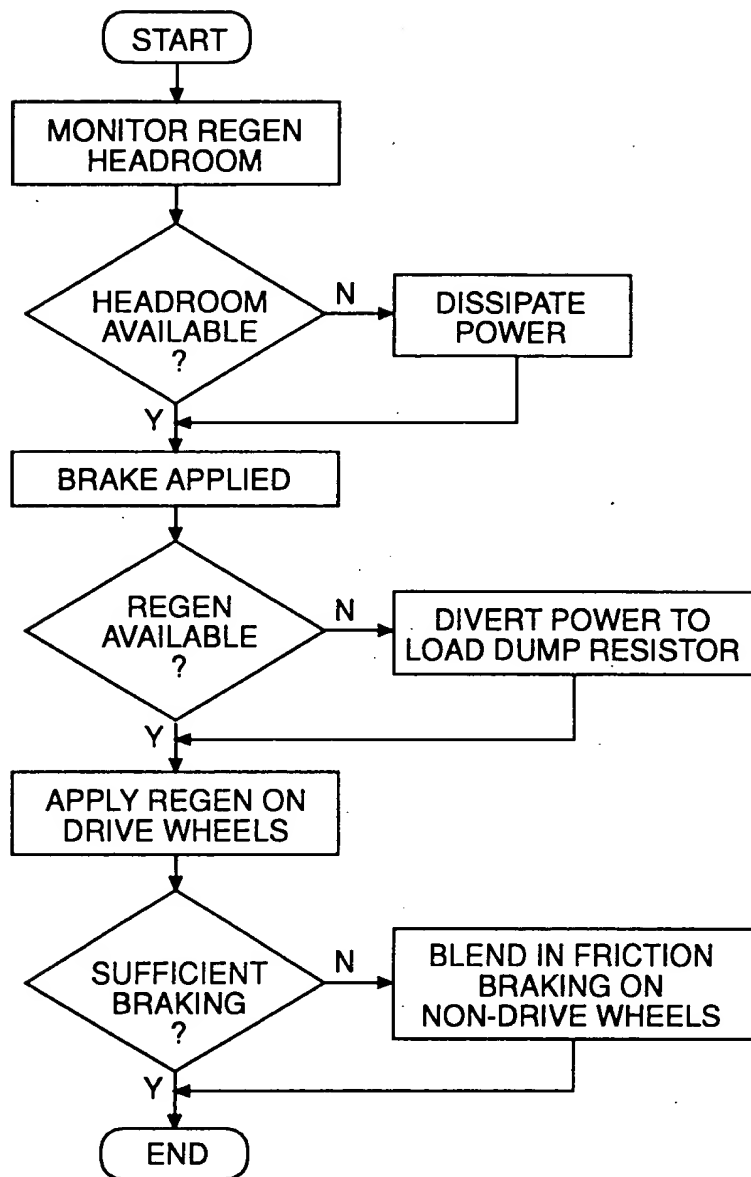 START
MONITOR REGEN
HEADROOM
HEADROOM
AVAILABLE
?
N
DISSIPATE
POWER
Y
BRAKE APPLIED
REGEN
AVAILABLE
?
N
DIVERT POWER TO
LOAD DUMP RESISTOR
Y
APPLY REGEN ON
DRIVE WHEELS
SUFFICIENT
BRAKING
?
N
BLEND IN FRICTION
BRAKING ON
NON-DRIVE WHEELS
Y
END